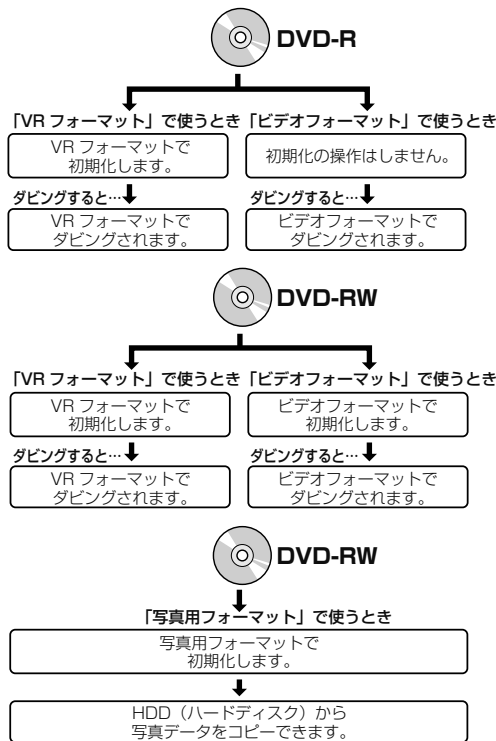 DVD-R
「VR フォーマット」で使うとき「ビデオフォーマット」で使うとき
VR フォーマットで
初期化します。
初期化の操作はしません。
ダビングすると…
ダビングすると…
VR フォーマットで
ダビングされます。
ビデオフォーマットで
ダビングされます。
DVD-RW
「VR フォーマット」で使うとき「ビデオフォーマット」で使うとき
VR フォーマットで
初期化します。
ビデオフォーマットで
初期化します。
ダビングすると…
ダビングすると…
VR フォーマットで
ダビングされます。
ビデオフォーマットで
ダビングされます。
DVD-RW
「写真用フォーマット」で使うとき
写真用フォーマットで
初期化します。
HDD（ハードディスク）から
写真データをコピーできます。